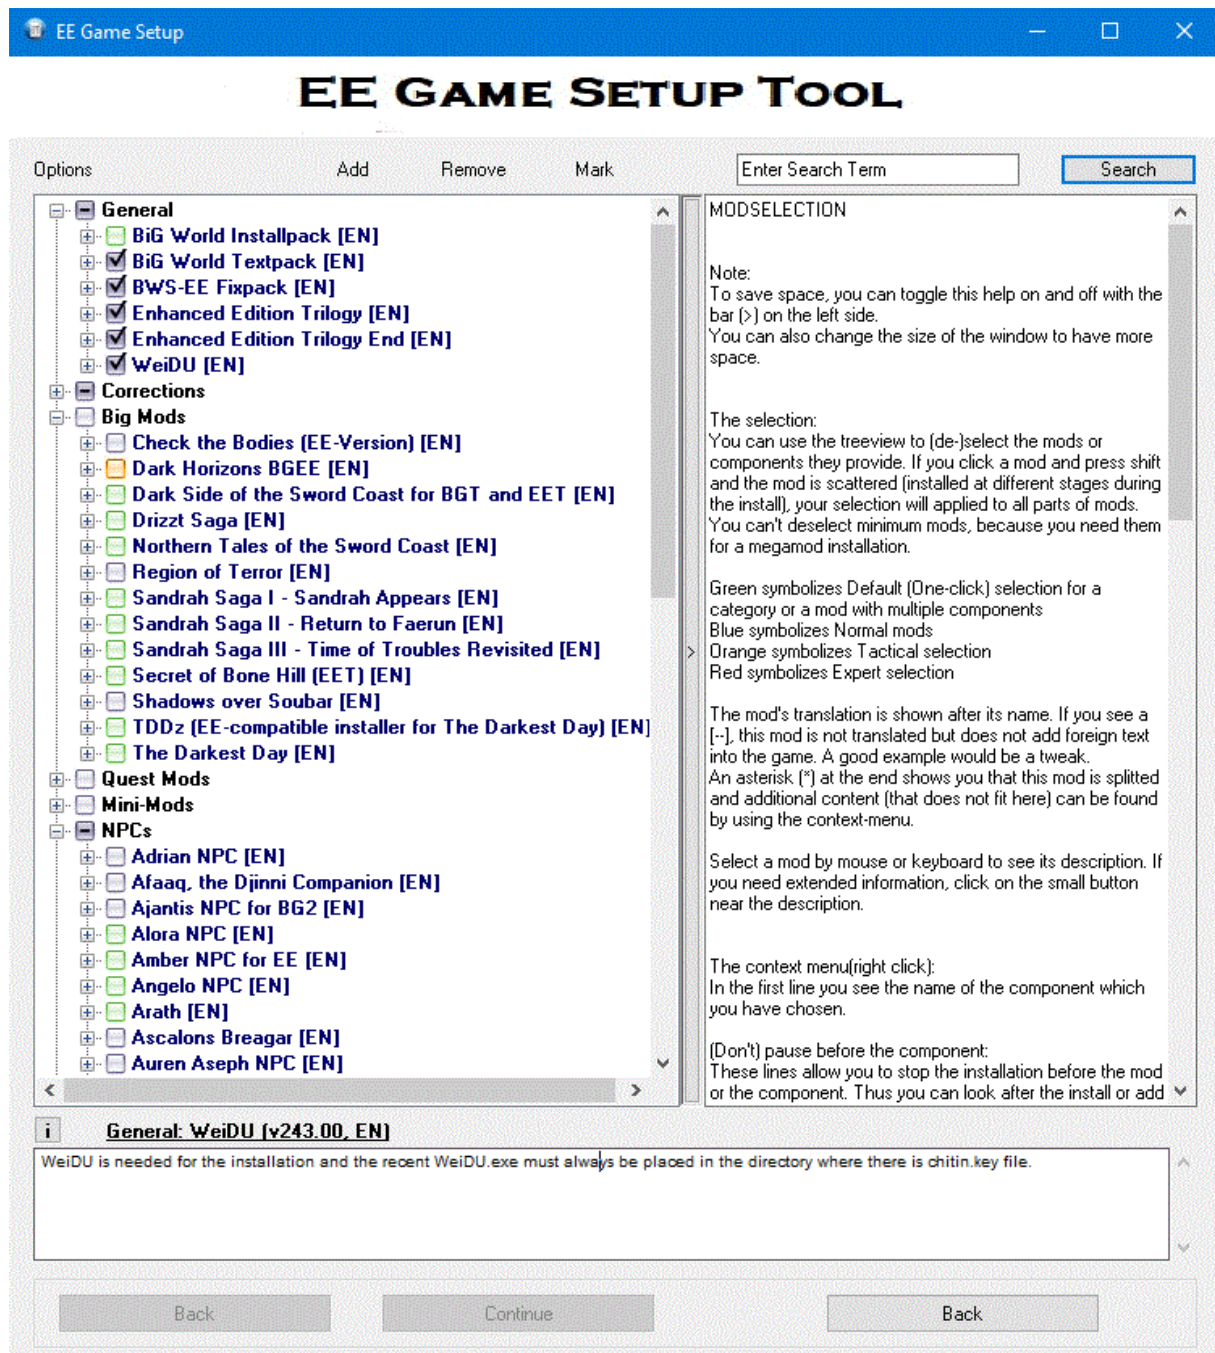 EE Game Setup
EE GAME SETUP TOOL
Options Add Remove Mark Enter Search Term Search
General
BiG World Installpack [EN]
BiG World Textpack [EN]
BWS-EE Fixpack [EN]
Enhanced Edition Trilogy [EN]
Enhanced Edition Trilogy End [EN]
WeiDU [EN]
Corrections
Big Mods
Check the Bodies (EE-Version) [EN]
Dark Horizons BGEE [EN]
Dark Side of the Sword Coast for BGT and EET [EN]
Drizzt Saga [EN]
Northern Tales of the Sword Coast [EN]
Region of Terror [EN]
Sandrah Saga I - Sandrah Appears [EN]
Sandrah Saga II - Return to Faerun [EN]
Sandrah Saga III - Time of Troubles Revisited [EN]
Secret of Bone Hill (EET) [EN]
Shadows over Soubar [EN]
TDDz (EE-compatible installer for The Darkest Day) [EN]
The Darkest Day [EN]
Quest Mods
Mini-Mods
NPCs
Adrian NPC [EN]
Afaaq, the Djinni Companion [EN]
Ajantis NPC for BG2 [EN]
Alora NPC [EN]
Amber NPC for EE [EN]
Angelo NPC [EN]
Arath [EN]
Ascalons Breagar [EN]
Auren Aseph NPC [EN]
>
MODSELECTION
Note:
To save space, you can toggle this help on and off with the
bar (>) on the left side.
You can also change the size of the window to have more
space.
The selection:
You can use the treeview to (de-)select the mods or
components they provide. If you click a mod and press shift
and the mod is scattered (installed at different stages during
the install), your selection will applied to all parts of mods.
You can't deselect minimum mods, because you need them
for a megamod installation.
Green symbolizes Default (One-click) selection for a
category or a mod with multiple components
Blue symbolizes Normal mods
Orange symbolizes Tactical selection
Red symbolizes Expert selection
The mod's translation is shown after its name. If you see a
[--], this mod is not translated but does not add foreign text
into the game. A good example would be a tweak.
An asterisk (*) at the end shows you that this mod is splitted
and additional content (that does not fit here) can be found
by using the context-menu.
Select a mod by mouse or keyboard to see its description. If
you need extended information, click on the small button
near the description.
The context menu(right click):
In the first line you see the name of the component which
you have chosen.
(Don't) pause before the component:
These lines allow you to stop the installation before the mod
or the component. Thus you can look after the install or add
i General: WeiDU (v243.00, EN)
WeiDU is needed for the installation and the recent WeiDU.exe must always be placed in the directory where there is chitin.key file.
Back Continue Back